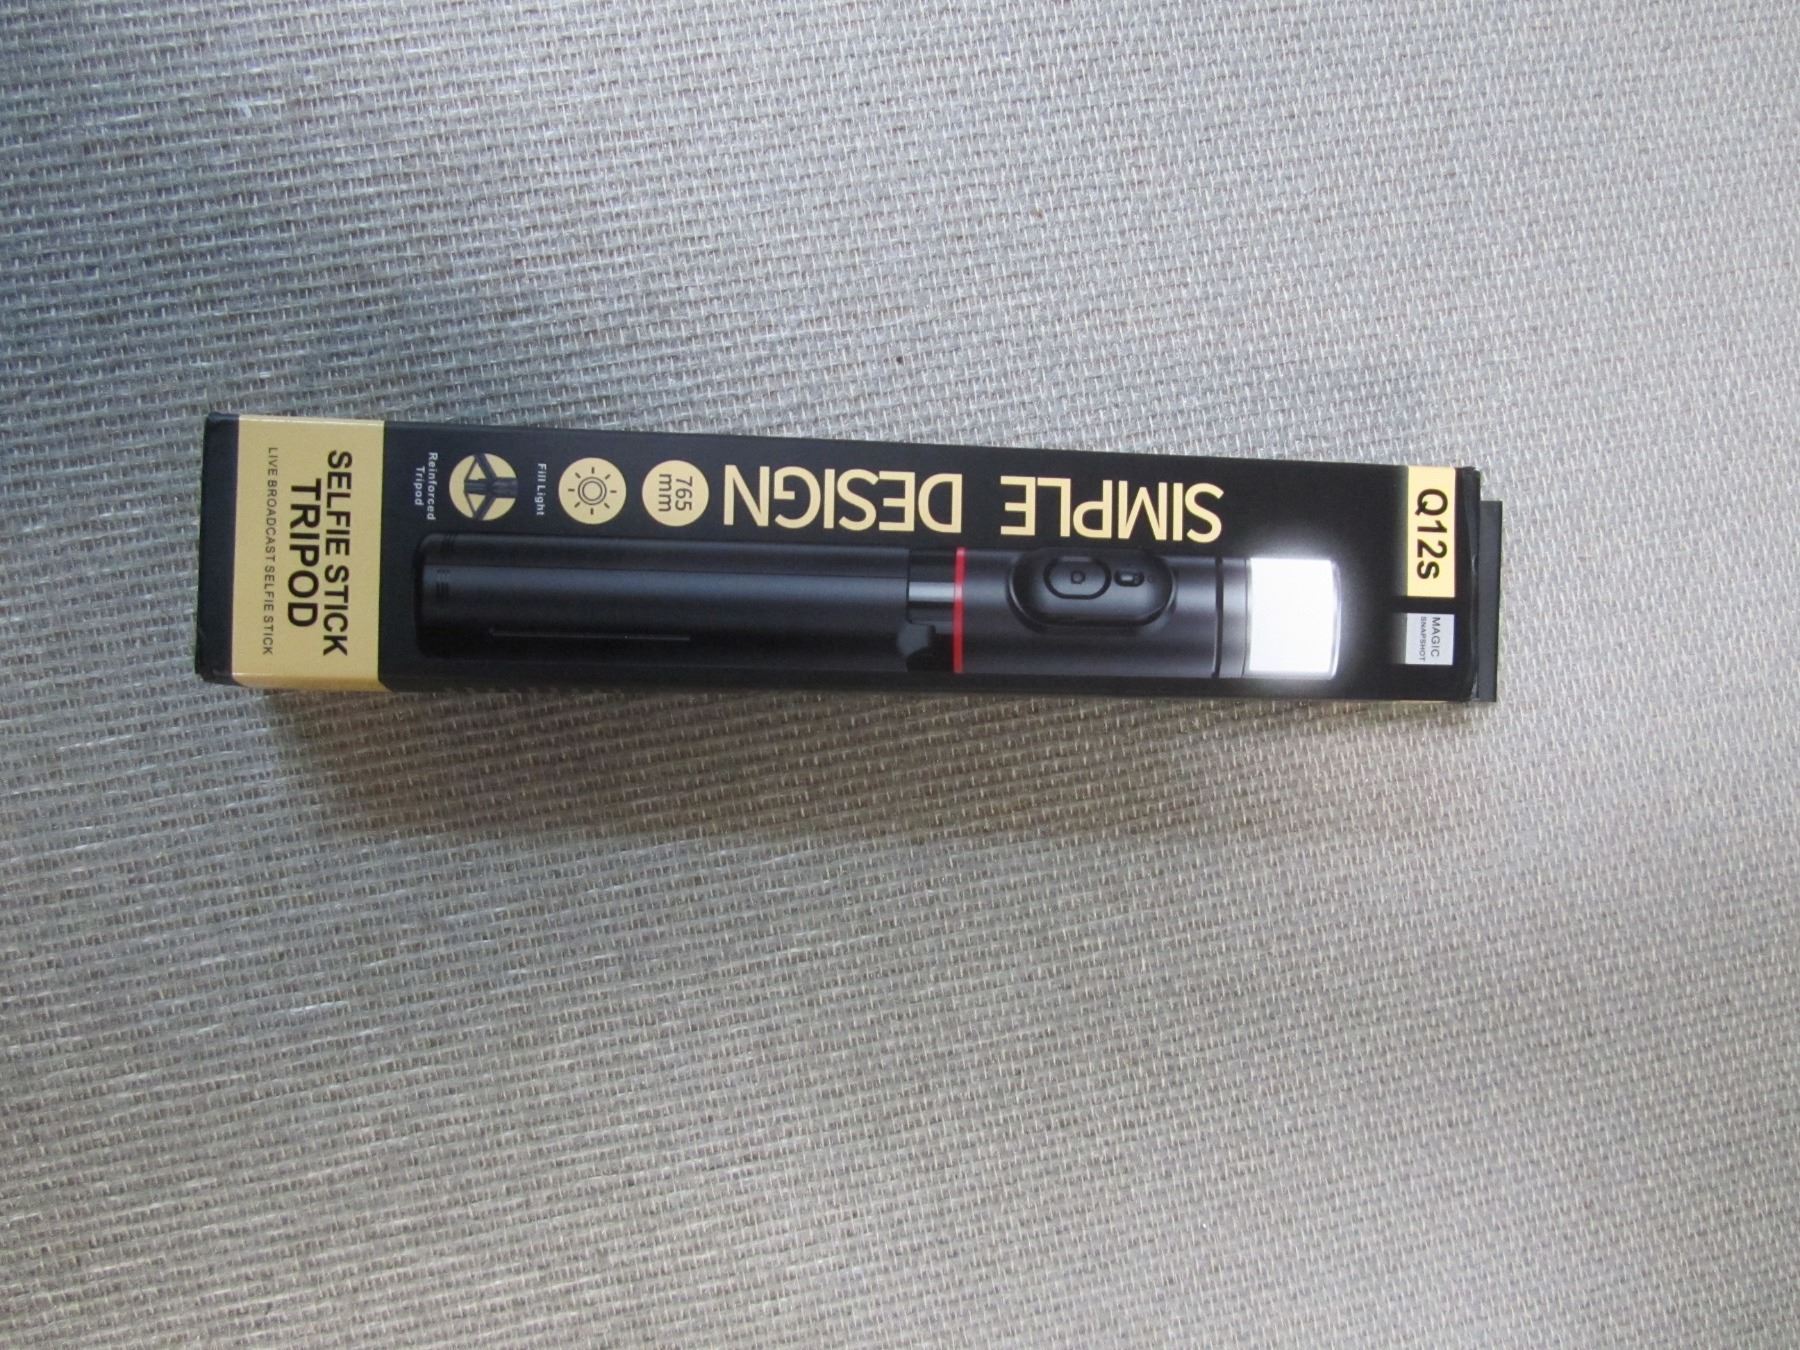 Q12s
MAGIC
SNAPSHOT
SIMPLE DESIGN
765
mm
Fill Light
Reinforced
Tripod
SELFIE STICK
TRIPOD
LIVE BROADCAST SELFIE STICK